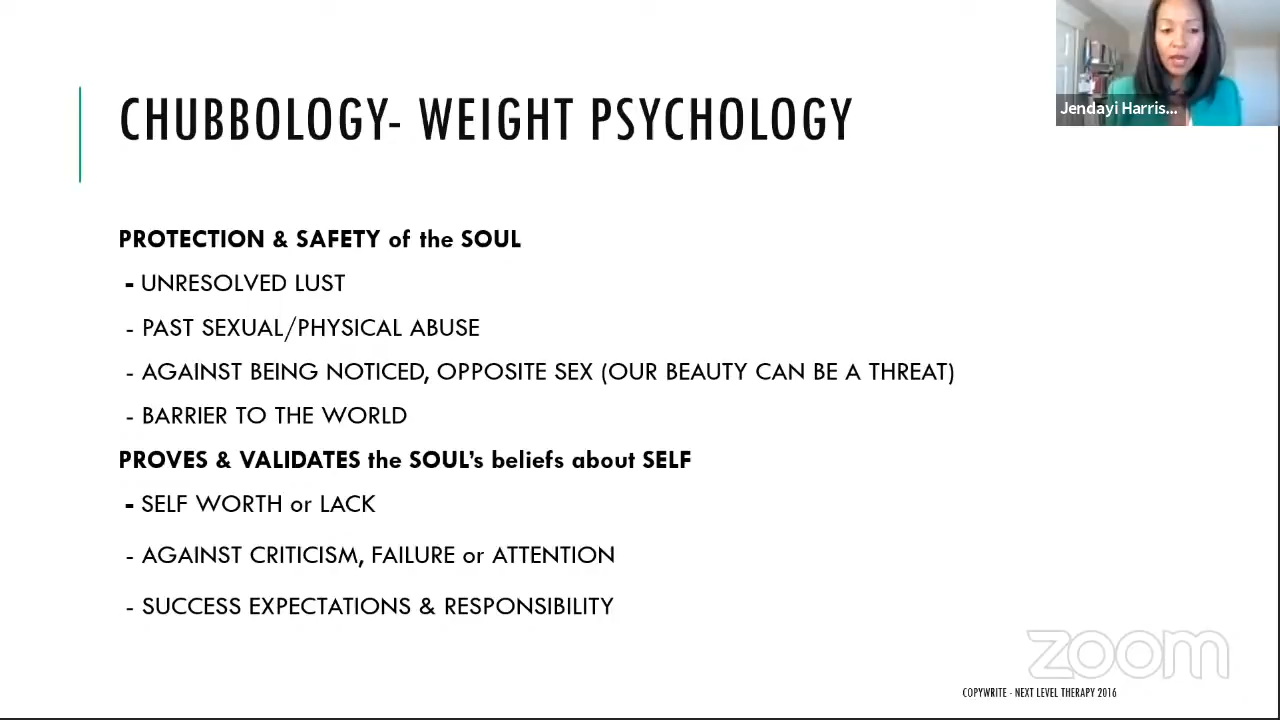 CHUBBOLOGY- WEIGHT PSYCHOLOGY
Jendayi Harris...
PROTECTION & SAFETY of the SOUL
- UNRESOLVED LUST
- PAST SEXUAL/PHYSICAL ABUSE
- AGAINST BEING NOTICED, OPPOSITE SEX (OUR BEAUTY CAN BE A THREAT)
- BARRIER TO THE WORLD
PROVES & VALIDATES the SOUL's beliefs about SELF
- SELF WORTH or LACK
- AGAINST CRITICISM, FAILURE or ATTENTION
- SUCCESS EXPECTATIONS & RESPONSIBILITY
zoom
COPYWRITE - NEXT LEVEL THERAPY 2016